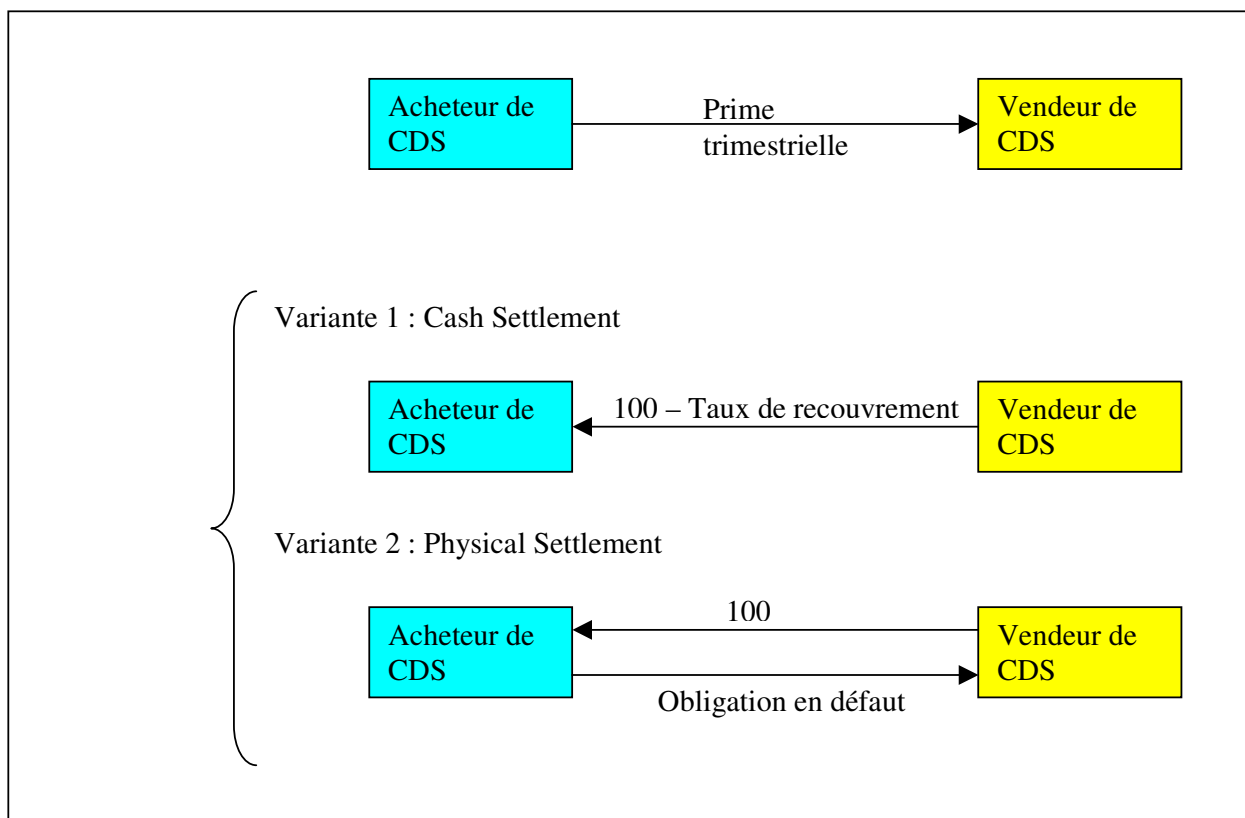 Acheteur de
CDS
Prime
trimestrielle
Vendeur de
CDS
Variante 1 : Cash Settlement
Acheteur de
CDS
100 – Taux de recouvrement
Vendeur de
CDS
Variante 2 : Physical Settlement
Acheteur de
CDS
100
Obligation en défaut
Vendeur de
CDS